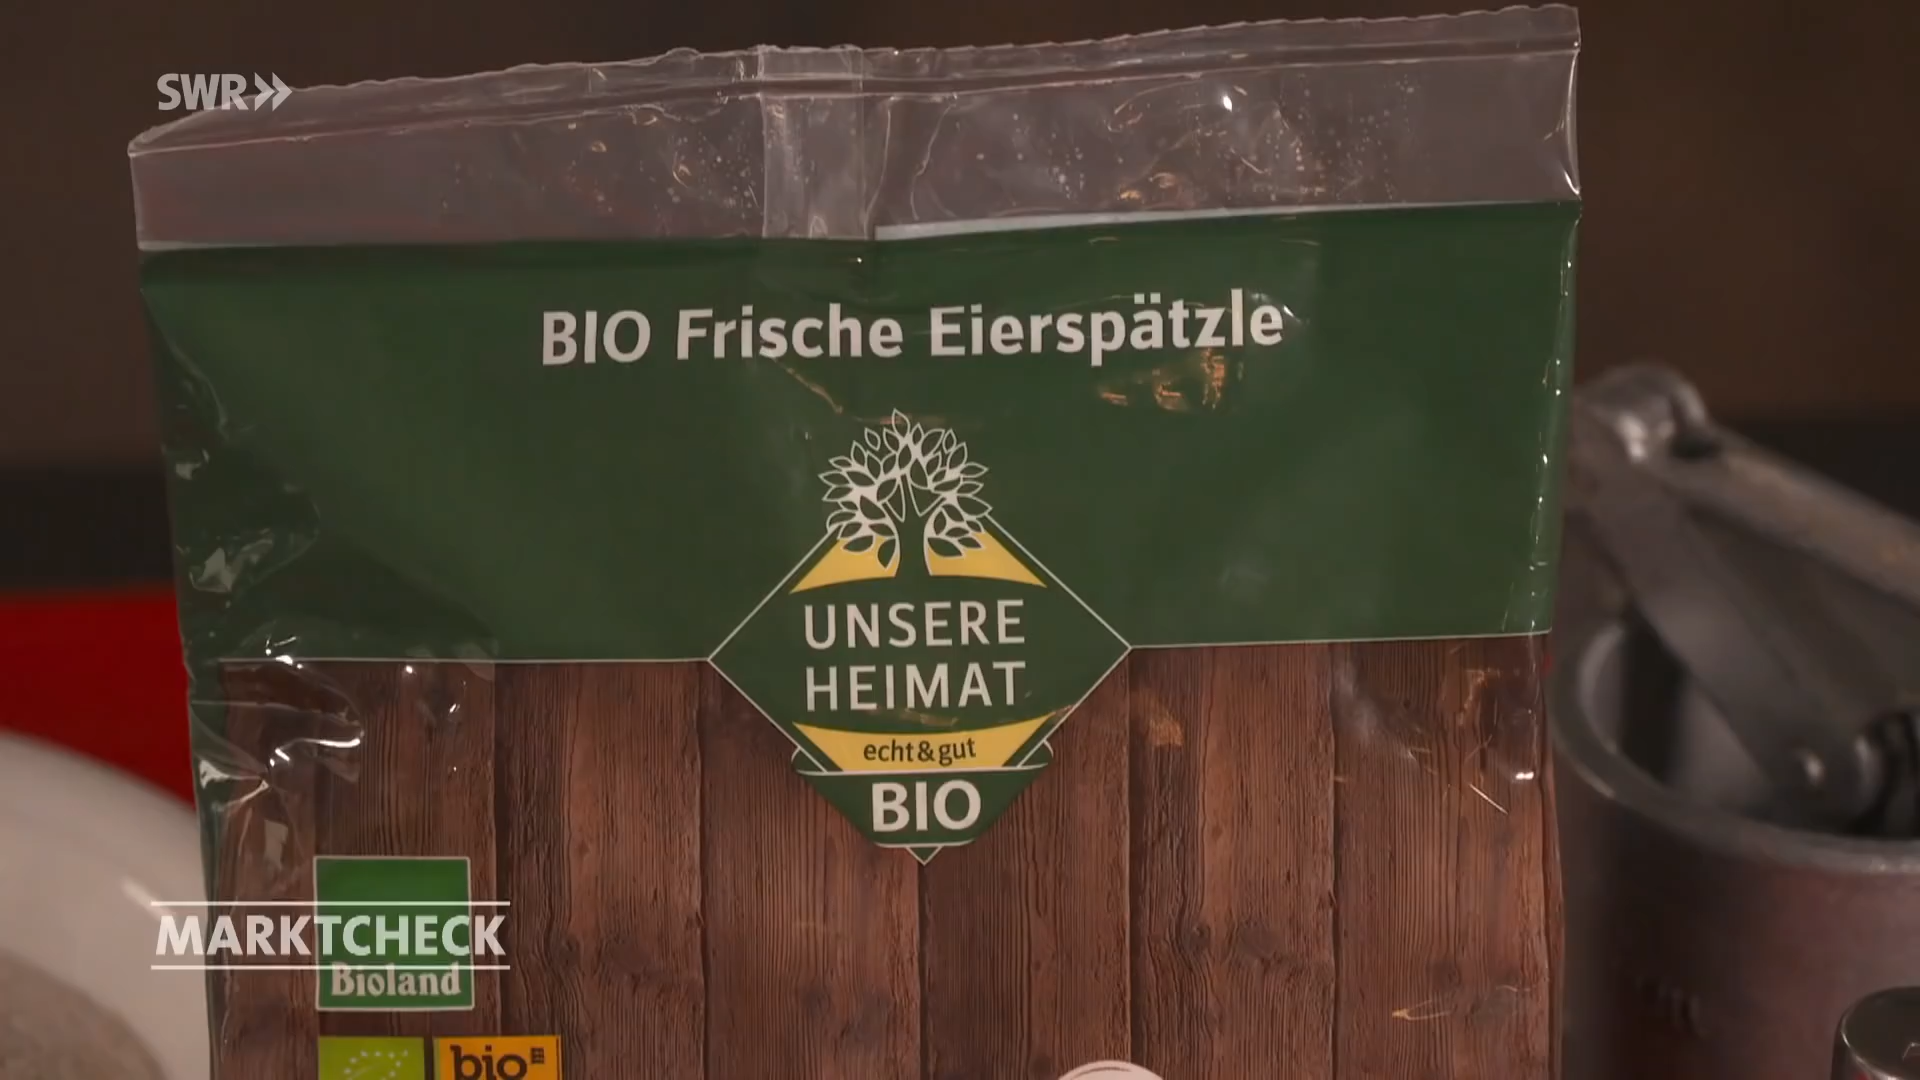 SWR
BIO Frische Eierspätzle
UNSERE
HEIMAT
echt&gut
BIO
MARKTCHECK
Bioland
bio